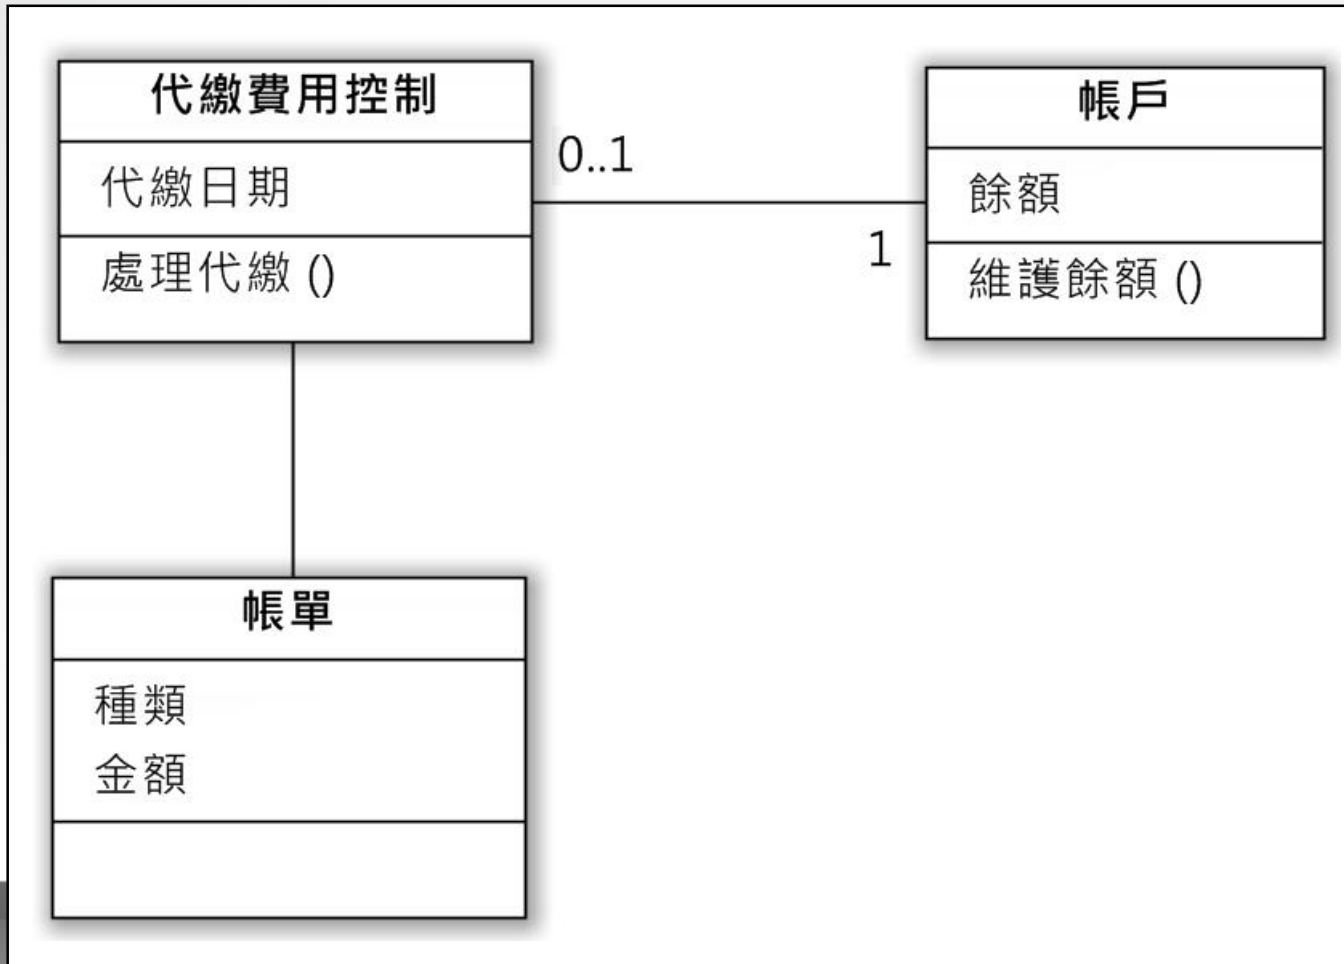 代繳費用控制
代繳日期
處理代繳 ()
0..1
1
帳戶
餘額
維護餘額 ()
帳單
種類
金額